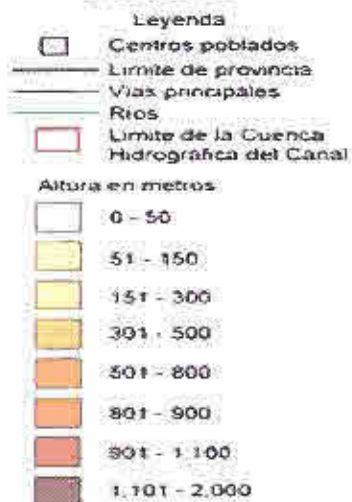 Leyenda
Centros poblados
Limite de provincia
Vias principales
Rios
Limite de la Cuenca
Hidrografica del Canal
Altura en metros
0 - 50
51 - 150
151 - 300
301 - 500
501 - 800
801 - 900
901 - 1,100
1,101 - 2,000